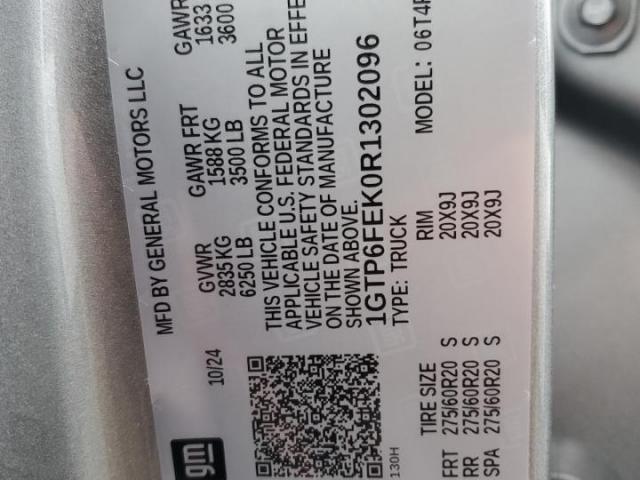 MFD BY GENERAL MOTORS LLC
10/24 GVWR GAWR FRT GAWR
2835 KG 1588 KG 1633
6250 LB 3500 LB 3600
THIS VEHICLE CONFORMS TO ALL
APPLICABLE U.S. FEDERAL MOTOR
VEHICLE SAFETY STANDARDS IN EFFE
ON THE DATE OF MANUFACTURE
SHOWN ABOVE.
1GTP6FEK0R1302096
TYPE: TRUCK MODEL: 06T4
gm
130H
TIRE SIZE RIM
FRT 275/60R20 S 20X9J
RR 275/60R20 S 20X9J
SPA 275/60R20 S 20X9J